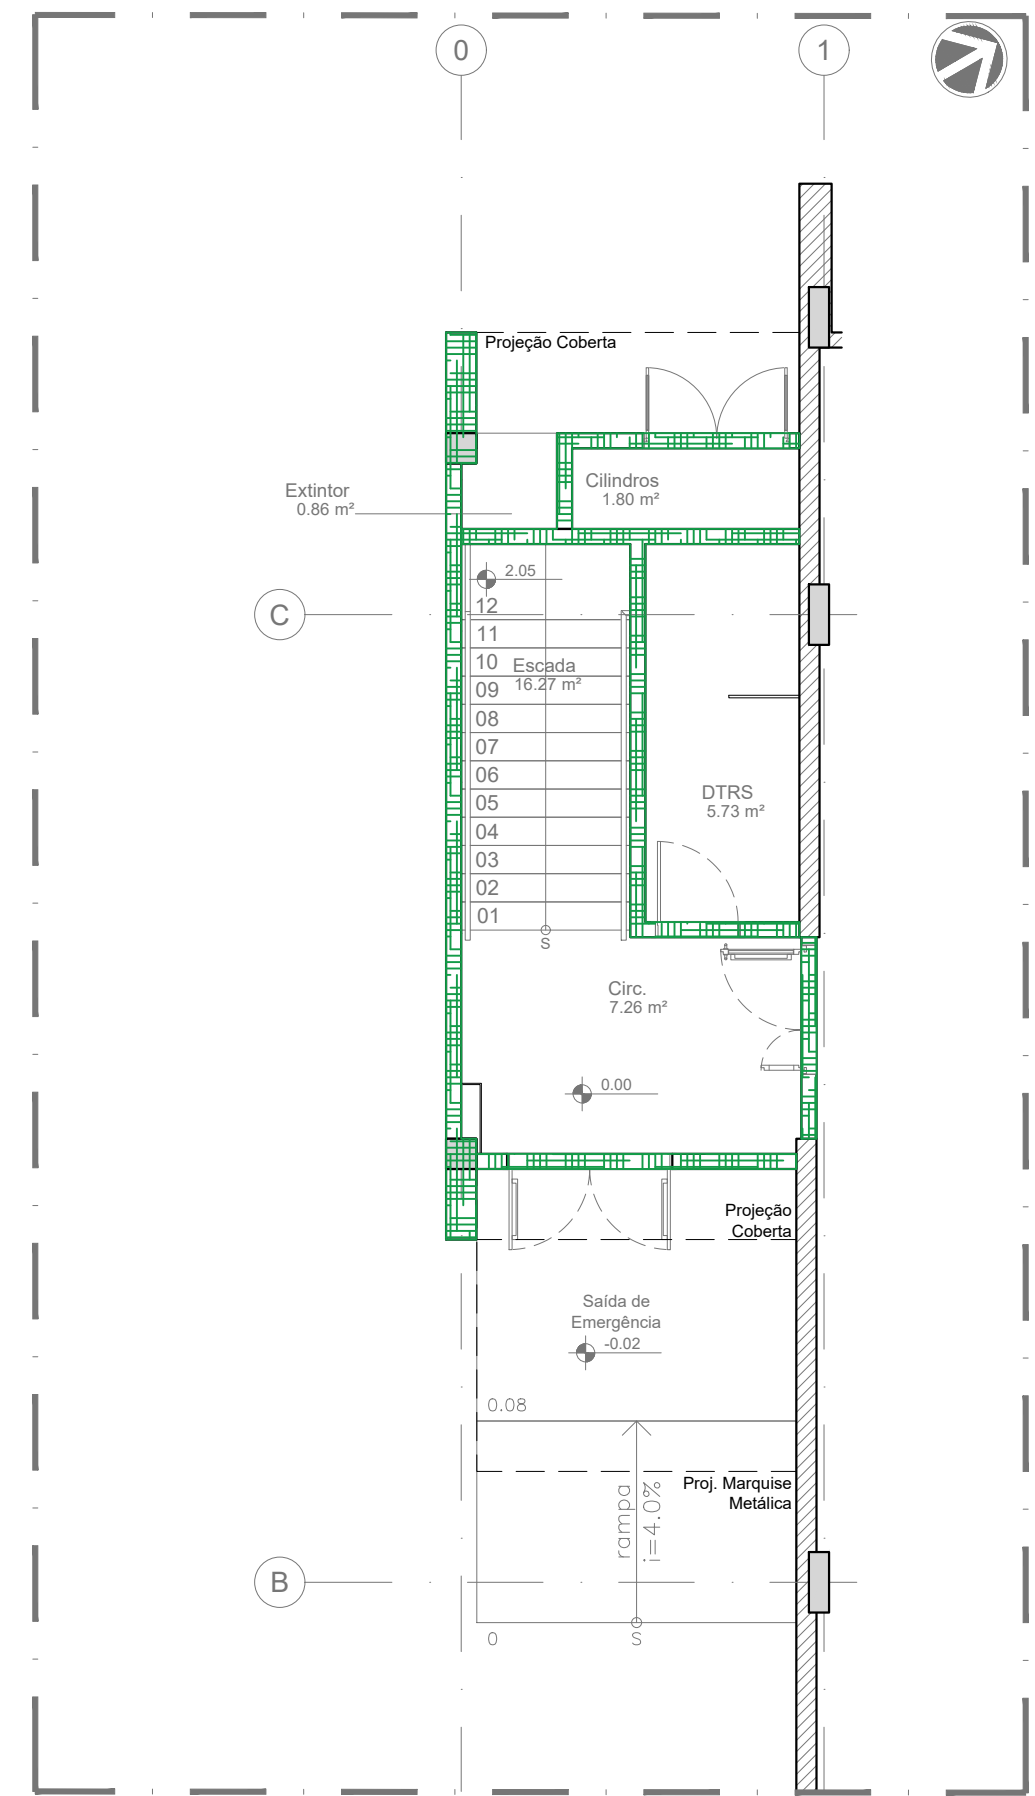 0
1
Projeção Coberta
Cilindros
1.80 m²
Extintor
0.86 m²
2.05
C
12
11
10
Escada
16.27 m²
09
08
07
06
05
04
03
02
01
S
DTRS
5.73 m²
Circ.
7.26 m²
0.00
Projeção
Coberta
Saída de
Emergência
-0.02
0.08
Proj. Marquise
Metálica
rampa
i=4.0%
B
0
S